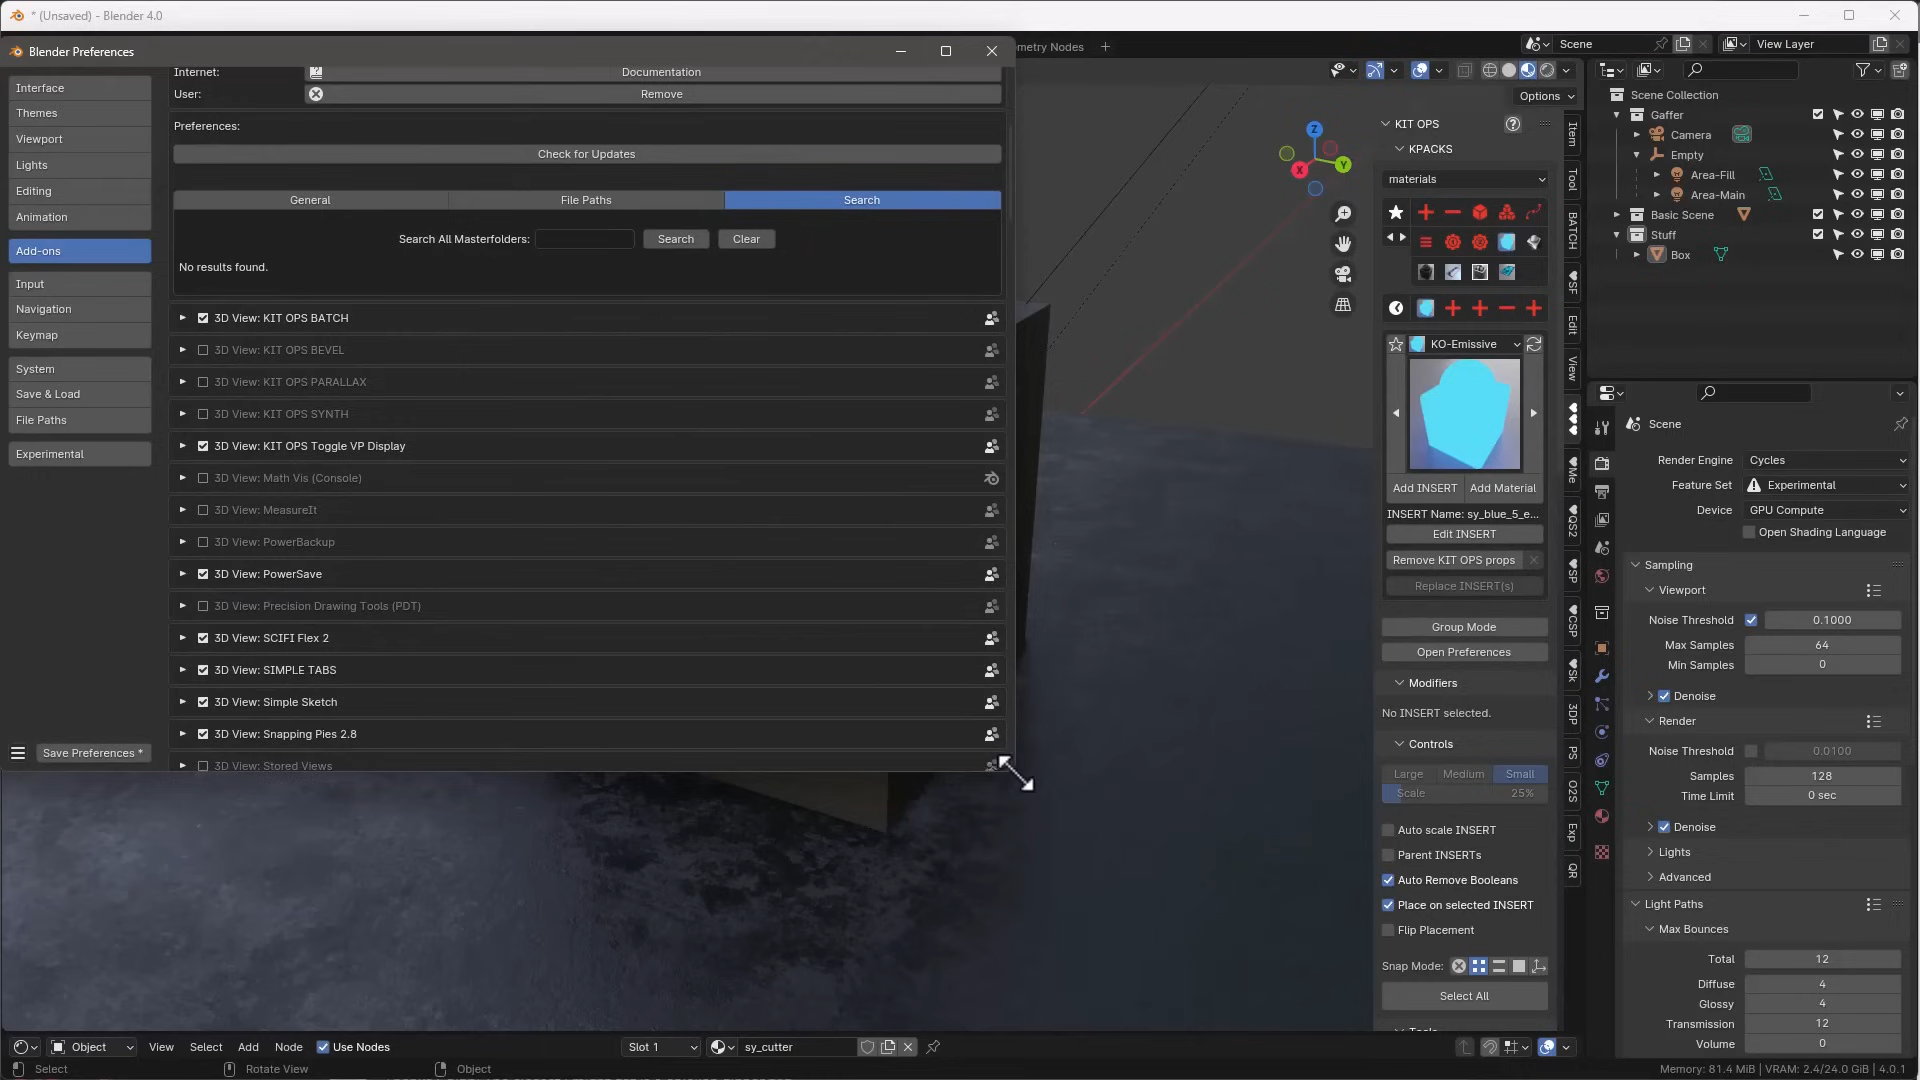 * (Unsaved) - Blender 4.0
Blender Preferences
ometry Nodes
+
Scene
View Layer
Interface
Themes
Viewport
Lights
Editing
Animation
Add-ons
Input
Navigation
Keymap
System
Save & Load
File Paths
Experimental
Save Preferences *
Internet:
Documentation
User:
Remove
Preferences:
Check for Updates
General
File Paths
Search
Search All Masterfolders:
Search
Clear
No results found.
3D View: KIT OPS BATCH
3D View: KIT OPS BEVEL
3D View: KIT OPS PARALLAX
3D View: KIT OPS SYNTH
3D View: KIT OPS Toggle VP Display
3D View: Math Vis (Console)
3D View: MeasureIt
3D View: PowerBackup
3D View: PowerSave
3D View: Precision Drawing Tools (PDT)
3D View: SCIFI Flex 2
3D View: SIMPLE TABS
3D View: Simple Sketch
3D View: Snapping Pies 2.8
3D View: Stored Views
Options
Z
Y
X
KIT OPS
KPACKS
materials
KO-Emissive
Add INSERT
Add Material
INSERT Name: sy_blue_5_e...
Edit INSERT
Remove KIT OPS props
Replace INSERT(s)
Group Mode
Open Preferences
Modifiers
No INSERT selected.
Controls
Large
Medium
Small
Scale
25%
Auto scale INSERT
Parent INSERTs
Auto Remove Booleans
Place on selected INSERT
Flip Placement
Snap Mode:
Select All
Item
Tool
BATCH
SF
Edit
View
Me
QS2
SP
CSP
Sk
3DP
PS
O2S
Exp
QR
Scene Collection
Gaffer
Camera
Empty
Area-Fill
Area-Main
Basic Scene
Stuff
Box
Scene
Render Engine
Cycles
Feature Set
Experimental
Device
GPU Compute
Open Shading Language
Sampling
Viewport
Noise Threshold
0.1000
Max Samples
64
Min Samples
0
Denoise
Render
Noise Threshold
0.0100
Samples
128
Time Limit
0 sec
Denoise
Lights
Advanced
Light Paths
Max Bounces
Total
12
Diffuse
4
Glossy
4
Transmission
12
Volume
0
Object
View
Select
Add
Node
Use Nodes
Slot 1
sy_cutter
Select
Rotate View
Object
Memory: 81.4 MiB | VRAM: 2.4/24.0 GiB | 4.0.1